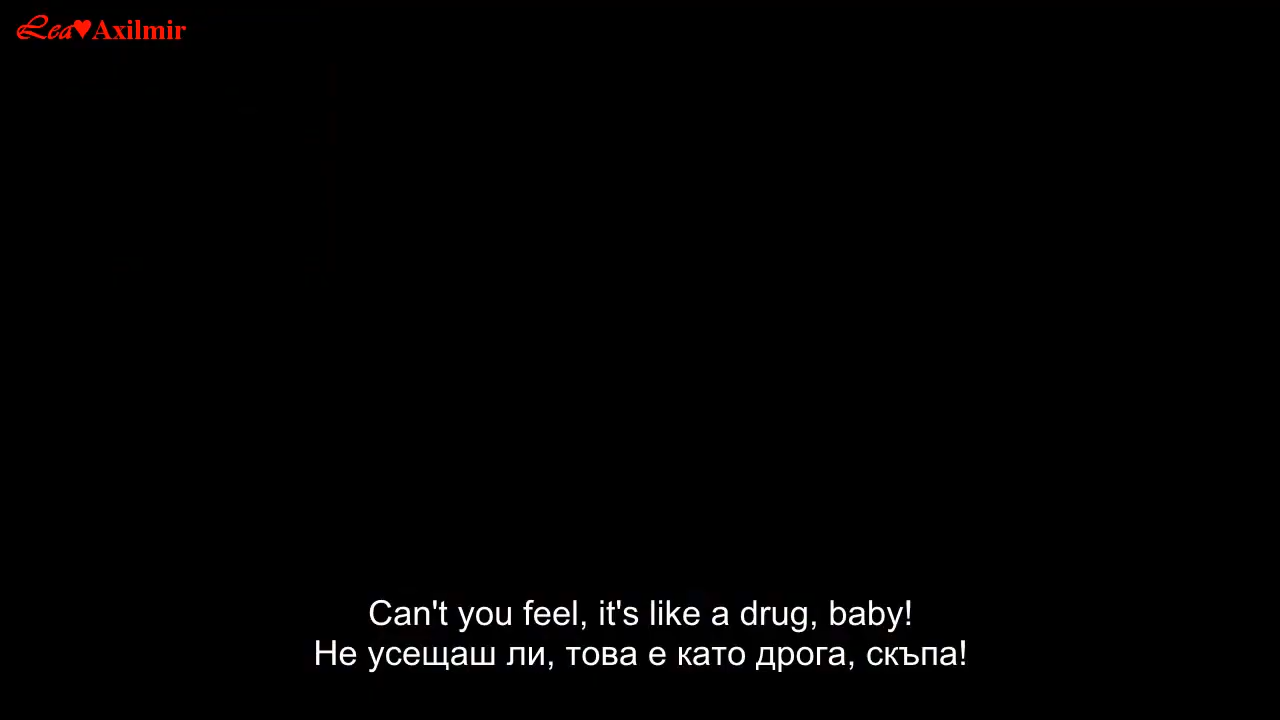 Lea♥Axilmir
Can't you feel, it's like a drug, baby!
Не усещаш ли, това е като дрога, скъпа!